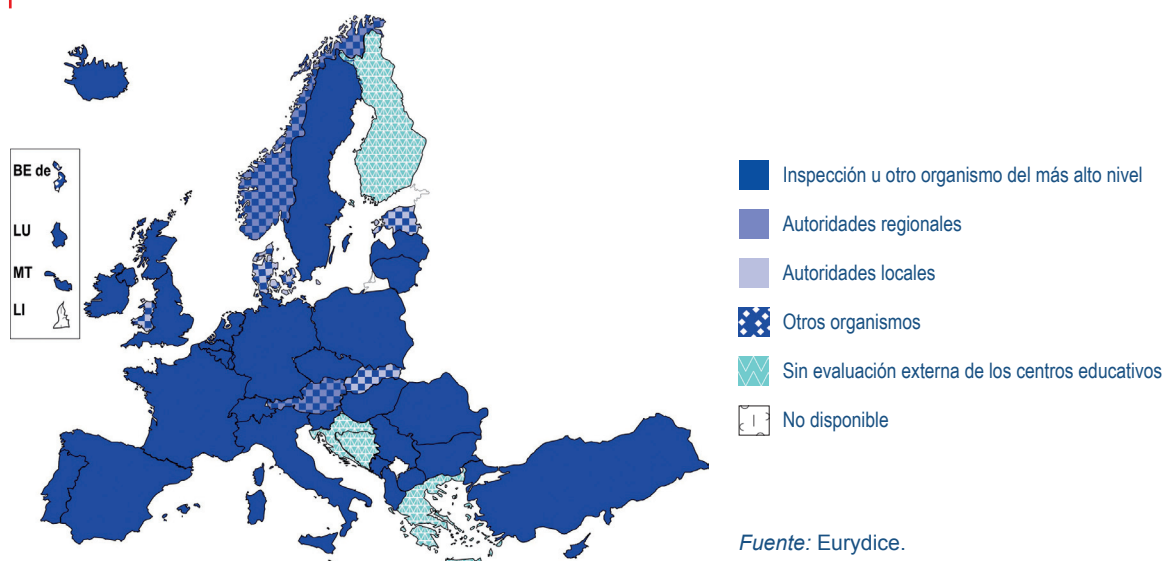 BE de
LU
MT
LI
Inspección u otro organismo del más alto nivel
Autoridades regionales
Autoridades locales
Otros organismos
Sin evaluación externa de los centros educativos
No disponible
Fuente: Eurydice.